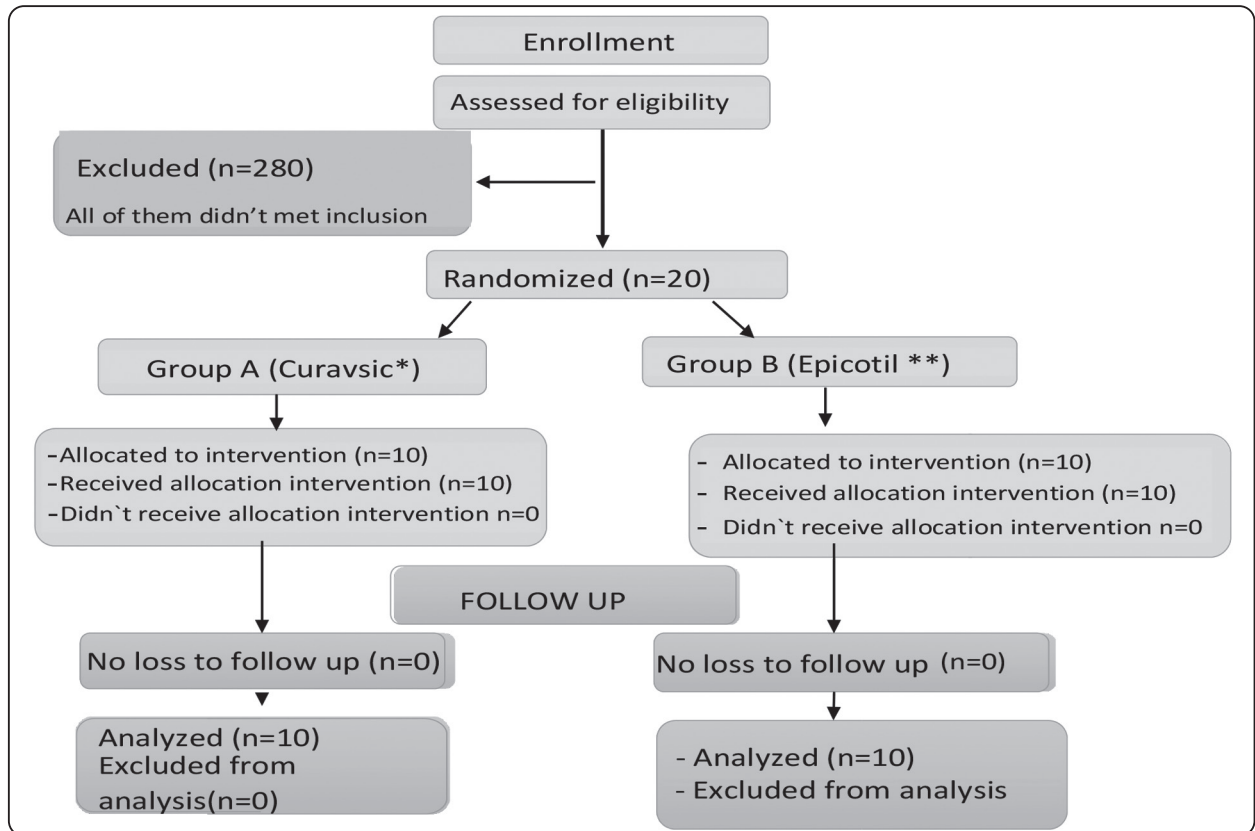 Enrollment
Assessed for eligibility
Excluded (n=280)
All of them didn't met inclusion
Randomized (n=20)
Group A (Curavsic*)
Group B (Epicotil **)
-Allocated to intervention (n=10)
-Received allocation intervention (n=10)
-Didn`t receive allocation intervention n=0
- Allocated to intervention (n=10)
- Received allocation intervention (n=10)
- Didn`t receive allocation intervention n=0
FOLLOW UP
No loss to follow up (n=0)
No loss to follow up (n=0)
Analyzed (n=10)
Excluded from
analysis(n=0)
- Analyzed (n=10)
- Excluded from analysis